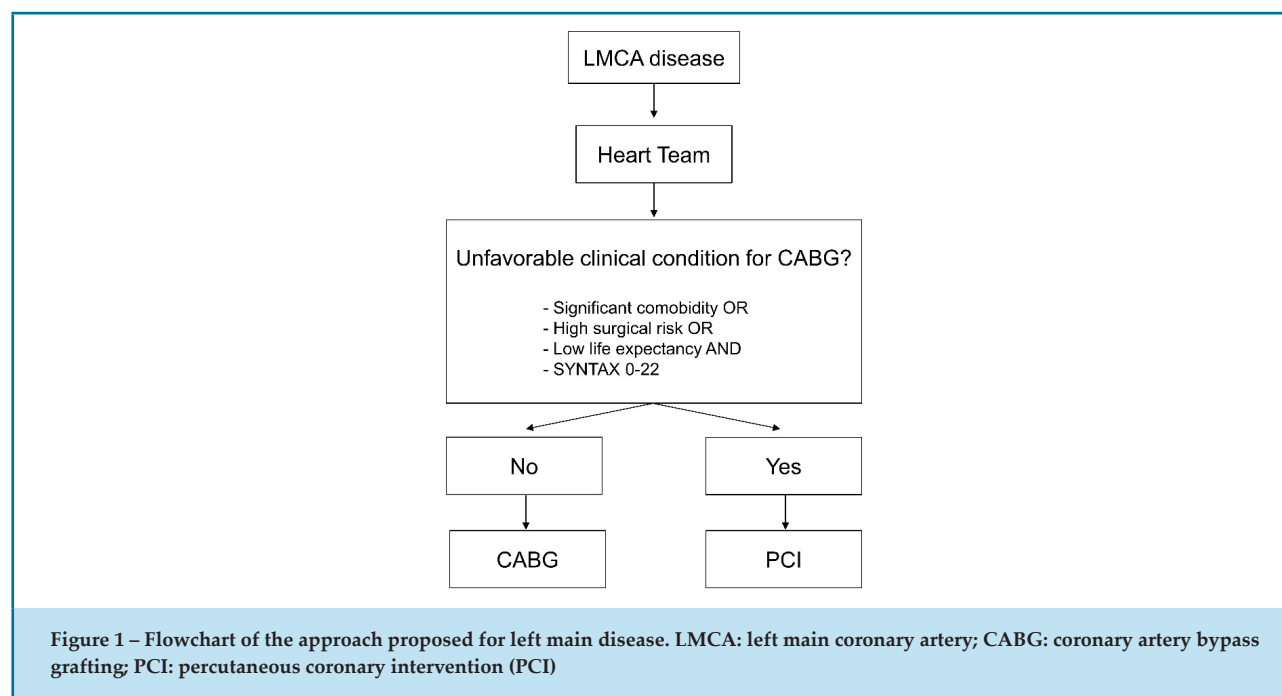 LMCA disease
Heart Team
Unfavorable clinical condition for CABG?
- Significant comobidity OR
- High surgical risk OR
- Low life expectancy AND
- SYNTAX 0-22
No
Yes
CABG
PCI
Figure 1 – Flowchart of the approach proposed for left main disease. LMCA: left main coronary artery; CABG: coronary artery bypass
grafting; PCI: percutaneous coronary intervention (PCI)